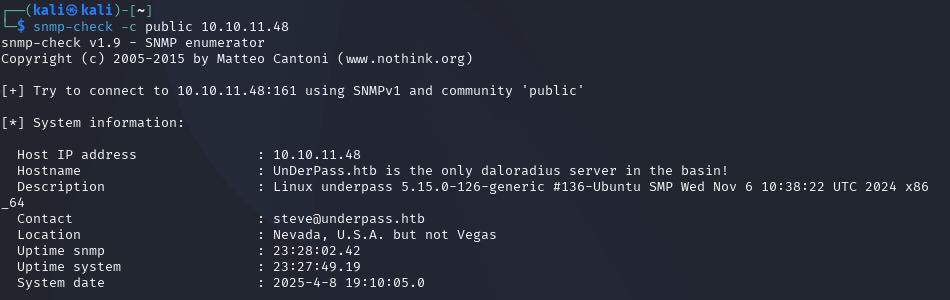 ┌──(kali㉿kali)-[~]
└─$ snmp-check -c public 10.10.11.48
snmp-check v1.9 - SNMP enumerator
Copyright (c) 2005-2015 by Matteo Cantoni (www.nothink.org)

[+] Try to connect to 10.10.11.48:161 using SNMPv1 and community 'public'

[*] System information:

  Host IP address               : 10.10.11.48
  Hostname                      : UnDerPass.htb is the only daloradius server in the basin!
  Description                   : Linux underpass 5.15.0-126-generic #136-Ubuntu SMP Wed Nov 6 10:38:22 UTC 2024 x86
_64
  Contact                       : steve@underpass.htb
  Location                      : Nevada, U.S.A. but not Vegas
  Uptime snmp                   : 23:28:02.42
  Uptime system                 : 23:27:49.19
  System date                   : 2025-4-8 19:10:05.0